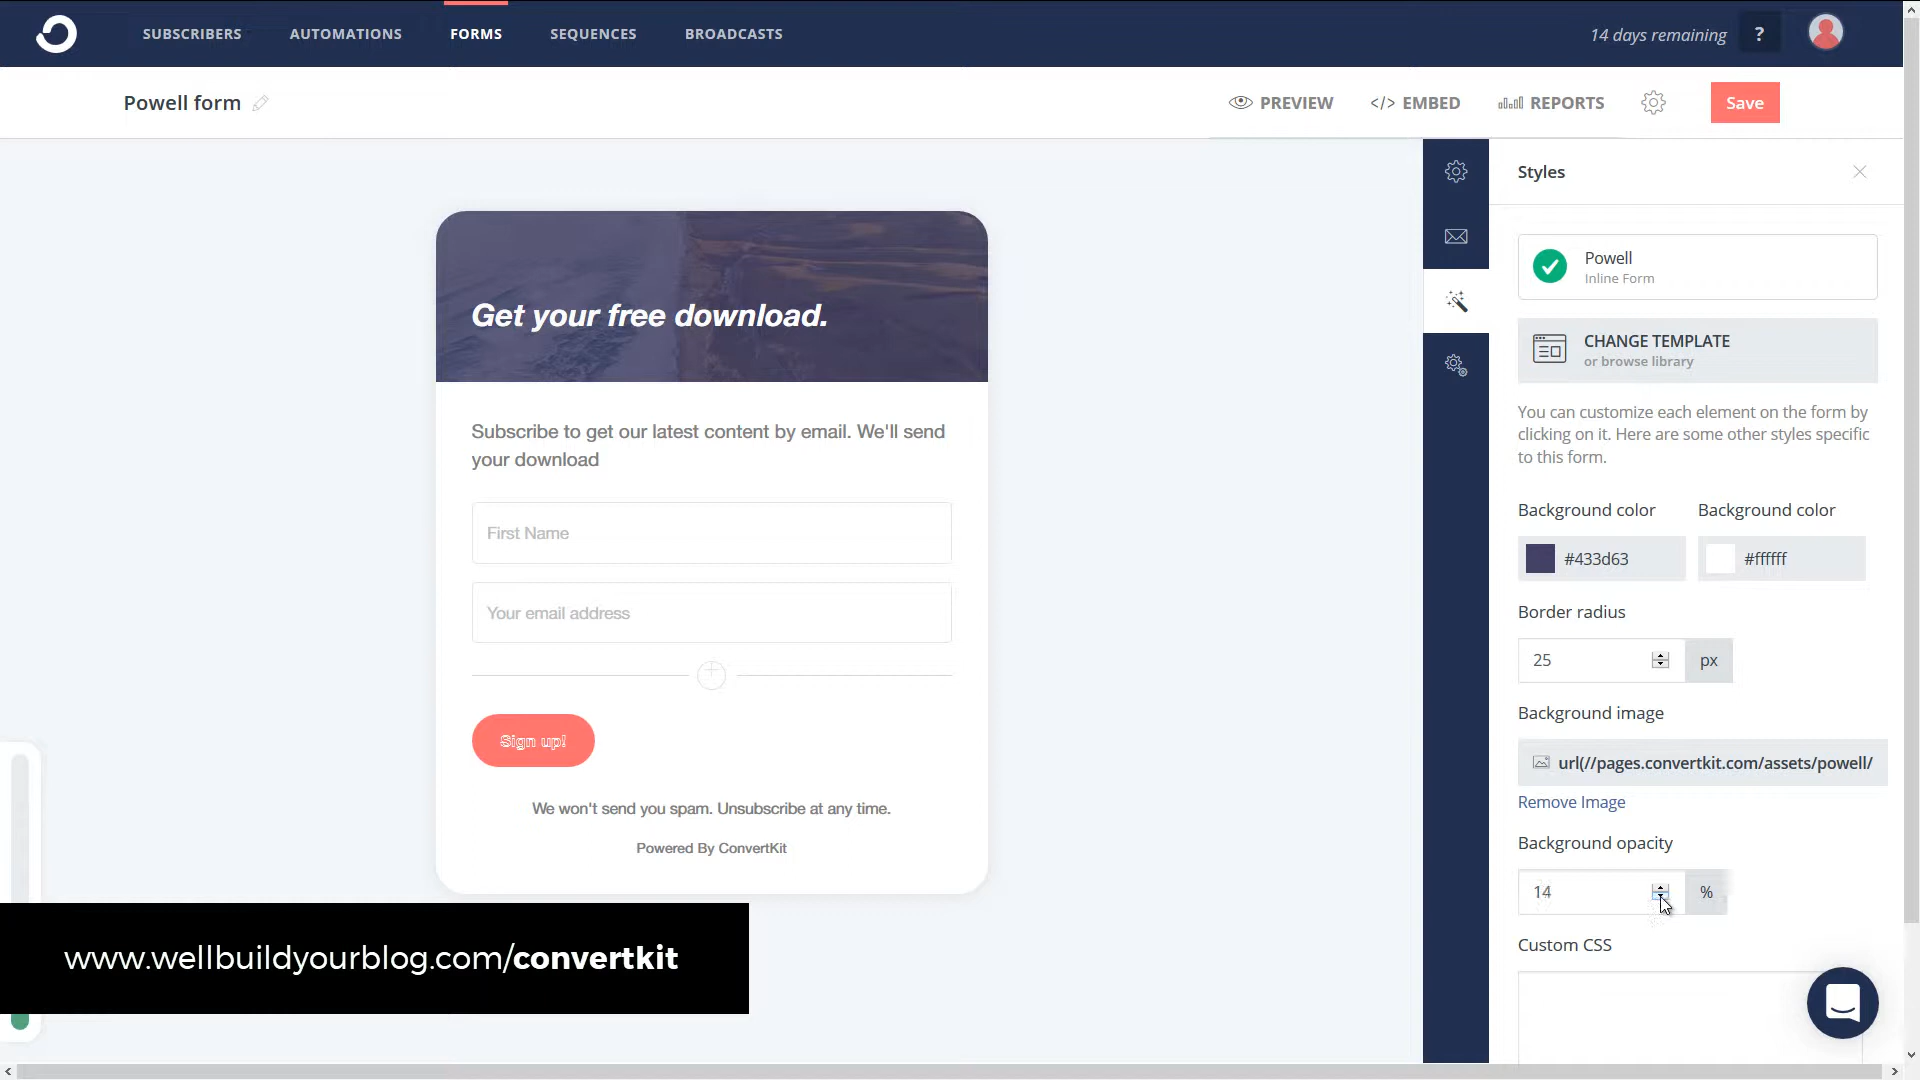 SUBSCRIBERS AUTOMATIONS FORMS SEQUENCES BROADCASTS 14 days remaining ?
Powell form PREVIEW </> EMBED REPORTS Save
Styles
Powell
Inline Form
CHANGE TEMPLATE
or browse library
You can customize each element on the form by
clicking on it. Here are some other styles specific
to this form.
Background color Background color
#433d63 #ffffff
Border radius
25 px
Background image
url(//pages.convertkit.com/assets/powell/
Remove Image
Background opacity
14 %
Custom CSS
Get your free download.
Subscribe to get our latest content by email. We'll send
your download
First Name
Your email address
Sign up!
We won't send you spam. Unsubscribe at any time.
Powered By ConvertKit
www.wellbuildyourblog.com/convertkit